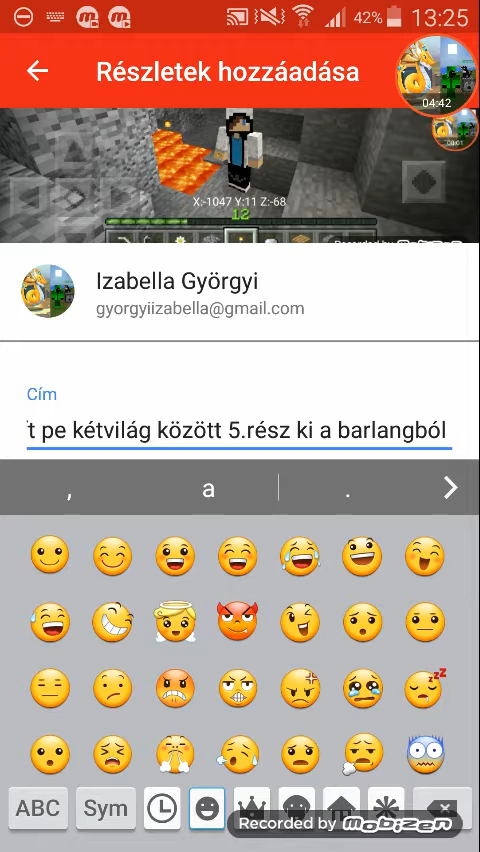 42% 13:25
Részletek hozzáadása
04:42
X:-1047 Y:11 Z:-68
12
Izabella Györgyi
gyorgyiizabella@gmail.com
Cím
t pe kétvilág között 5.rész ki a barlangból
, a .
ABC Sym
Recorded by mobizen